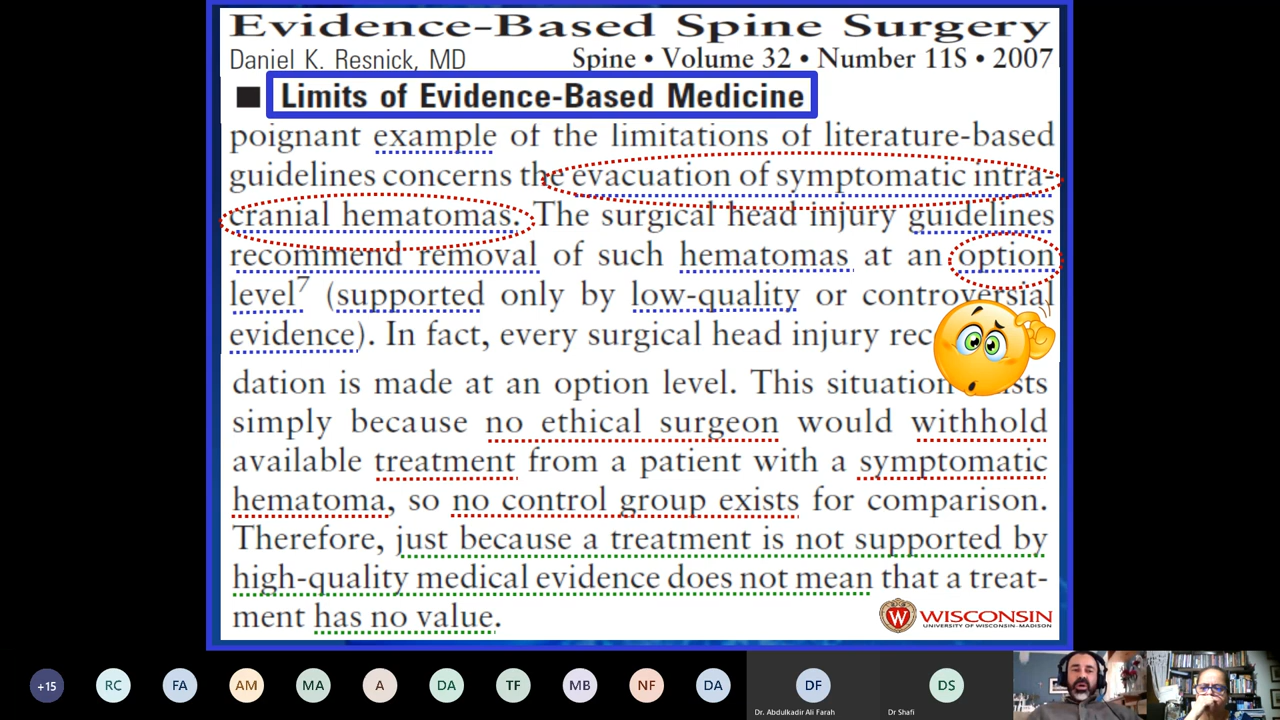 Evidence-Based Spine Surgery
Daniel K. Resnick, MD Spine • Volume 32 • Number 11S • 2007
■ Limits of Evidence-Based Medicine
poignant example of the limitations of literature-based
guidelines concerns the evacuation of symptomatic intra-
cranial hematomas. The surgical head injury guidelines
recommend removal of such hematomas at an option
level7 (supported only by low-quality or controversial
evidence). In fact, every surgical head injury rec
dation is made at an option level. This situation sts
simply because no ethical surgeon would withhold
available treatment from a patient with a symptomatic
hematoma, so no control group exists for comparison.
Therefore, just because a treatment is not supported by
high-quality medical evidence does not mean that a treat-
ment has no value.
W WISCONSIN
UNIVERSITY OF WISCONSIN-MADISON
+15 RC FA AM MA A DA TF MB NF DA DF DS
Dr. Abdulkadir Ali Farah Dr Shafi